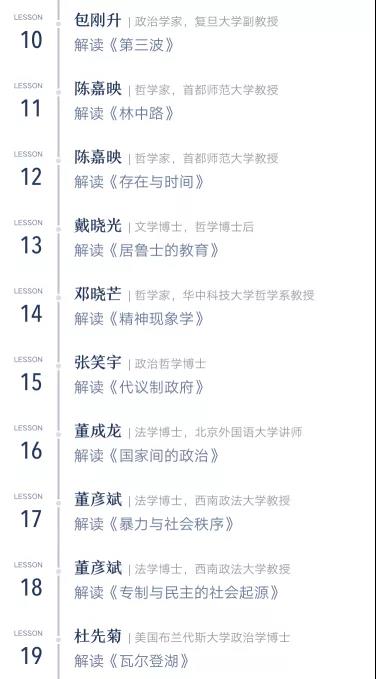 LESSON
10
包刚升 | 政治学家，复旦大学副教授
解读《第三波》
LESSON
11
陈嘉映 | 哲学家，首都师范大学教授
解读《林中路》
LESSON
12
陈嘉映 | 哲学家，首都师范大学教授
解读《存在与时间》
LESSON
13
戴晓光 | 文学博士，哲学博士后
解读《居鲁士的教育》
LESSON
14
邓晓芒 | 哲学家，华中科技大学哲学系教授
解读《精神现象学》
LESSON
15
张笑宇 | 政治哲学博士
解读《代议制政府》
LESSON
16
董成龙 | 法学博士，北京外国语大学讲师
解读《国家间的政治》
LESSON
17
董彦斌 | 法学博士，西南政法大学教授
解读《暴力与社会秩序》
LESSON
18
董彦斌 | 法学博士，西南政法大学教授
解读《专制与民主的社会起源》
LESSON
19
杜先菊 | 美国布兰代斯大学政治学博士
解读《瓦尔登湖》